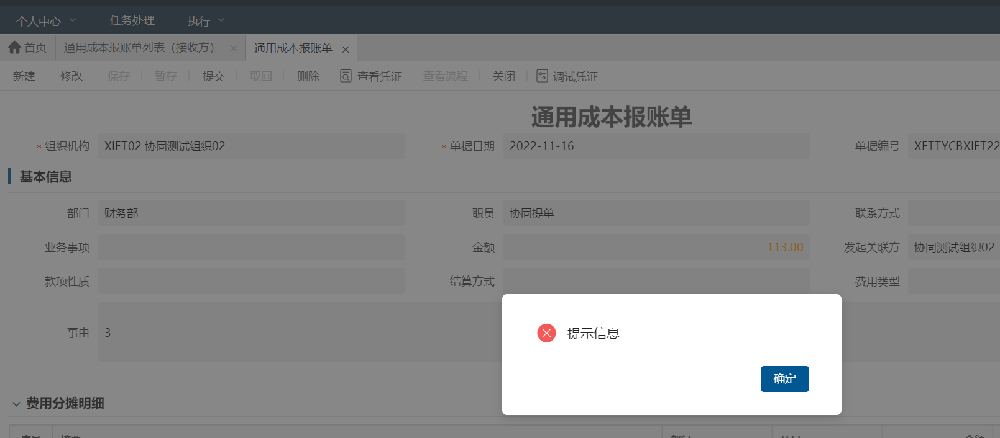 个人中心 任务处理 执行
首页 通用成本报账单列表（接收方） 通用成本报账单
新建 修改 保存 暂存 提交 取回 删除 查看凭证 查看流程 关闭 调试凭证
通用成本报账单
* 组织机构 XIET02 协同测试组织02 * 单据日期 2022-11-16 单据编号 XETTYCBXIET22
基本信息
部门 财务部 职员 协同提单 联系方式
业务事项 金额 113.00 发起关联方 协同测试组织02
款项性质 结算方式 费用类型
事由 3
提示信息
确定
费用分摊明细